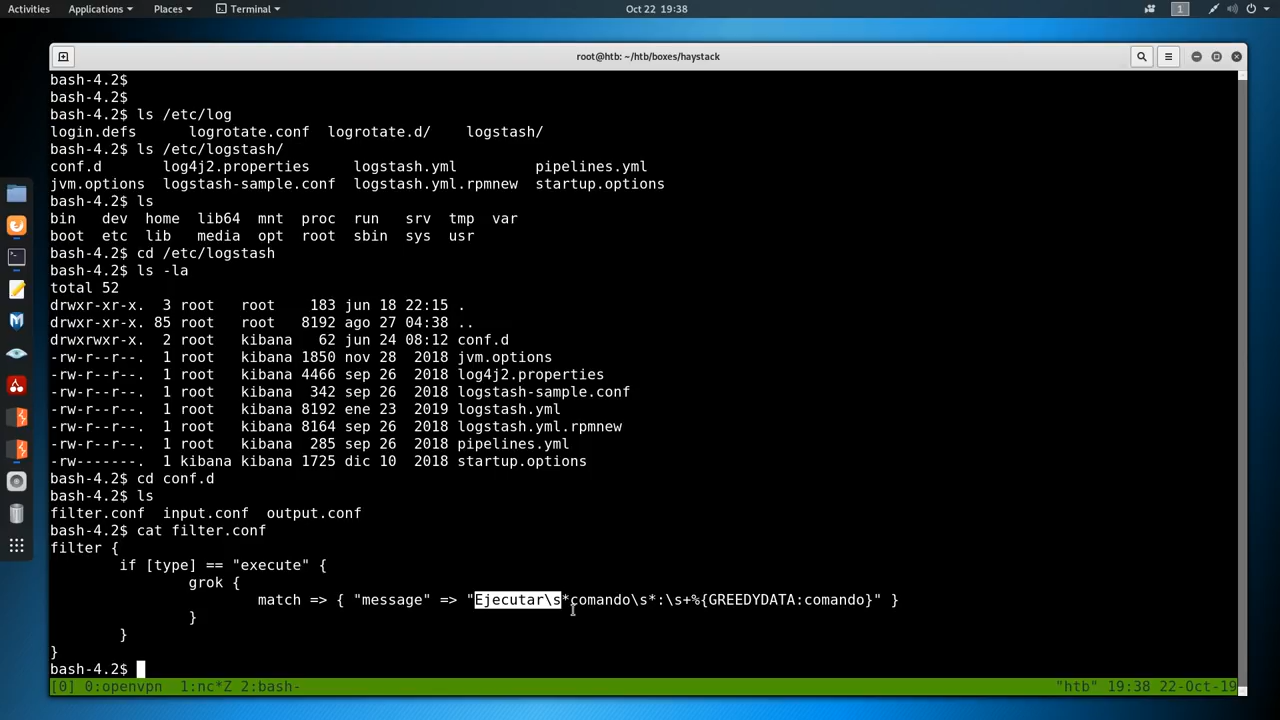 Activities Applications Places Terminal Oct 22 19:38 1
root@htb: ~/htb/boxes/haystack
bash-4.2$
bash-4.2$
bash-4.2$ ls /etc/log
login.defs logrotate.conf logrotate.d/ logstash/
bash-4.2$ ls /etc/logstash/
conf.d log4j2.properties logstash.yml pipelines.yml
jvm.options logstash-sample.conf logstash.yml.rpmnew startup.options
bash-4.2$ ls
bin dev home lib64 mnt proc run srv tmp var
boot etc lib media opt root sbin sys usr
bash-4.2$ cd /etc/logstash
bash-4.2$ ls -la
total 52
drwxr-xr-x. 3 root root 183 jun 18 22:15 .
drwxr-xr-x. 85 root root 8192 ago 27 04:38 ..
drwxrwxr-x. 2 root kibana 62 jun 24 08:12 conf.d
-rw-r--r--. 1 root kibana 1850 nov 28 2018 jvm.options
-rw-r--r--. 1 root kibana 4466 sep 26 2018 log4j2.properties
-rw-r--r--. 1 root kibana 342 sep 26 2018 logstash-sample.conf
-rw-r--r--. 1 root kibana 8192 ene 23 2019 logstash.yml
-rw-r--r--. 1 root kibana 8164 sep 26 2018 logstash.yml.rpmnew
-rw-r--r--. 1 root kibana 285 sep 26 2018 pipelines.yml
-rw-------. 1 kibana kibana 1725 dic 10 2018 startup.options
bash-4.2$ cd conf.d
bash-4.2$ ls
filter.conf input.conf output.conf
bash-4.2$ cat filter.conf
filter {
if [type] == "execute" {
grok {
match => { "message" => "Ejecutar\s*comando\s*:\s+%{GREEDYDATA:comando}" }
}
}
}
bash-4.2$
[0] 0:openvpn 1:nc*Z 2:bash- "htb" 19:38 22-Oct-19